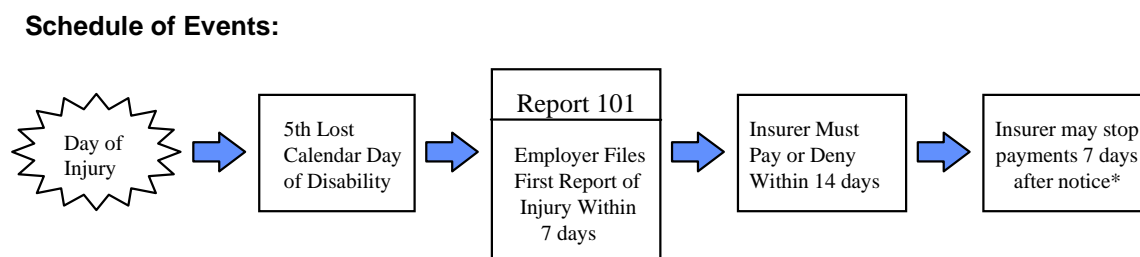 Schedule of Events:
Day of
Injury
5th Lost
Calendar Day
of Disability
Report 101
Employer Files
First Report of
Injury Within
7 days
Insurer Must
Pay or Deny
Within 14 days
Insurer may stop
payments 7 days
after notice*